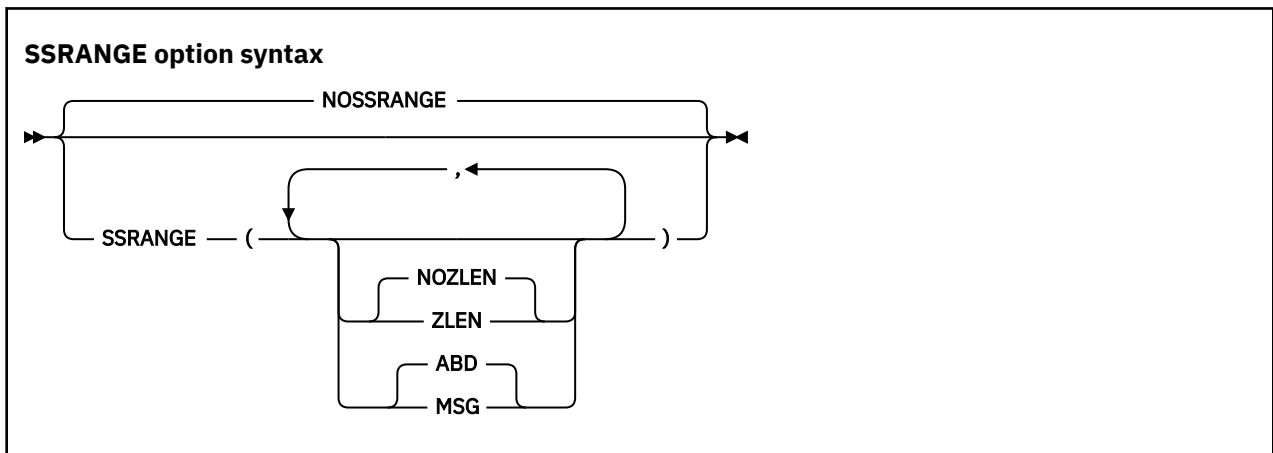 SSRANGE option syntax
NOSSRANGE
,
SSRANGE ( )
NOZLEN
ZLEN
ABD
MSG